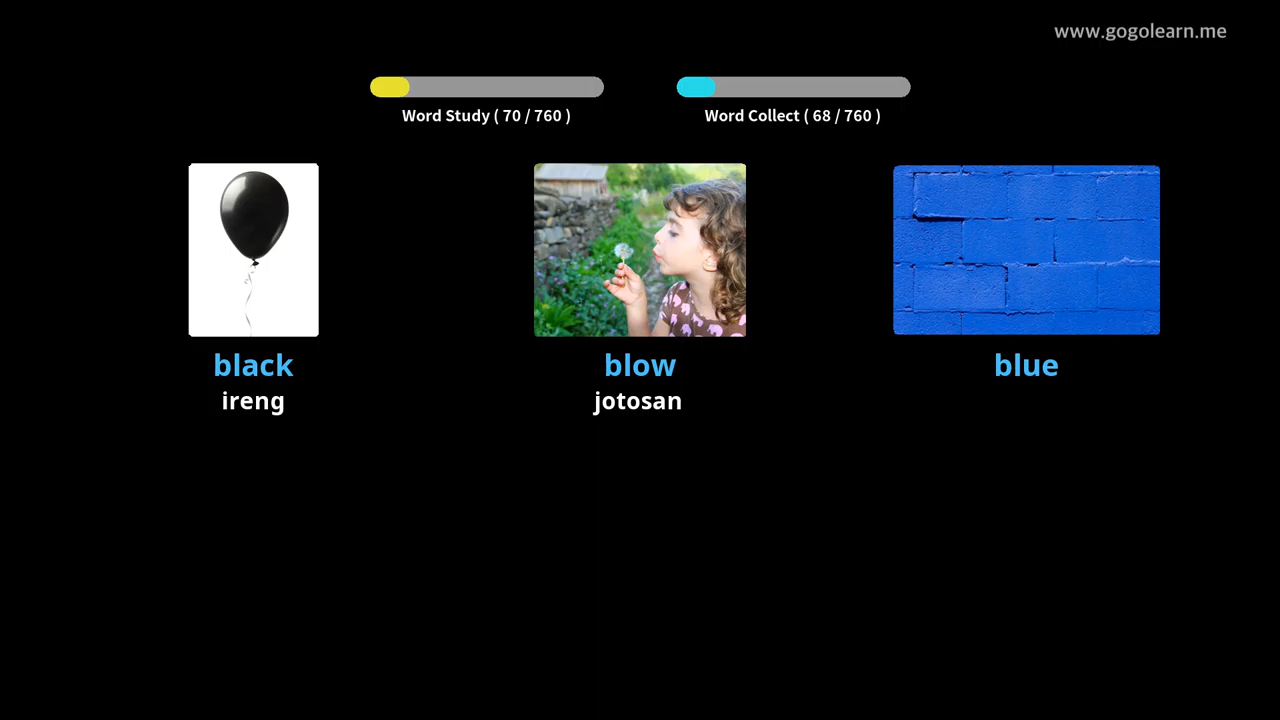 www.gogolearn.me
Word Study ( 70 / 760 )
Word Collect ( 68 / 760 )
black
ireng
blow
jotosan
blue